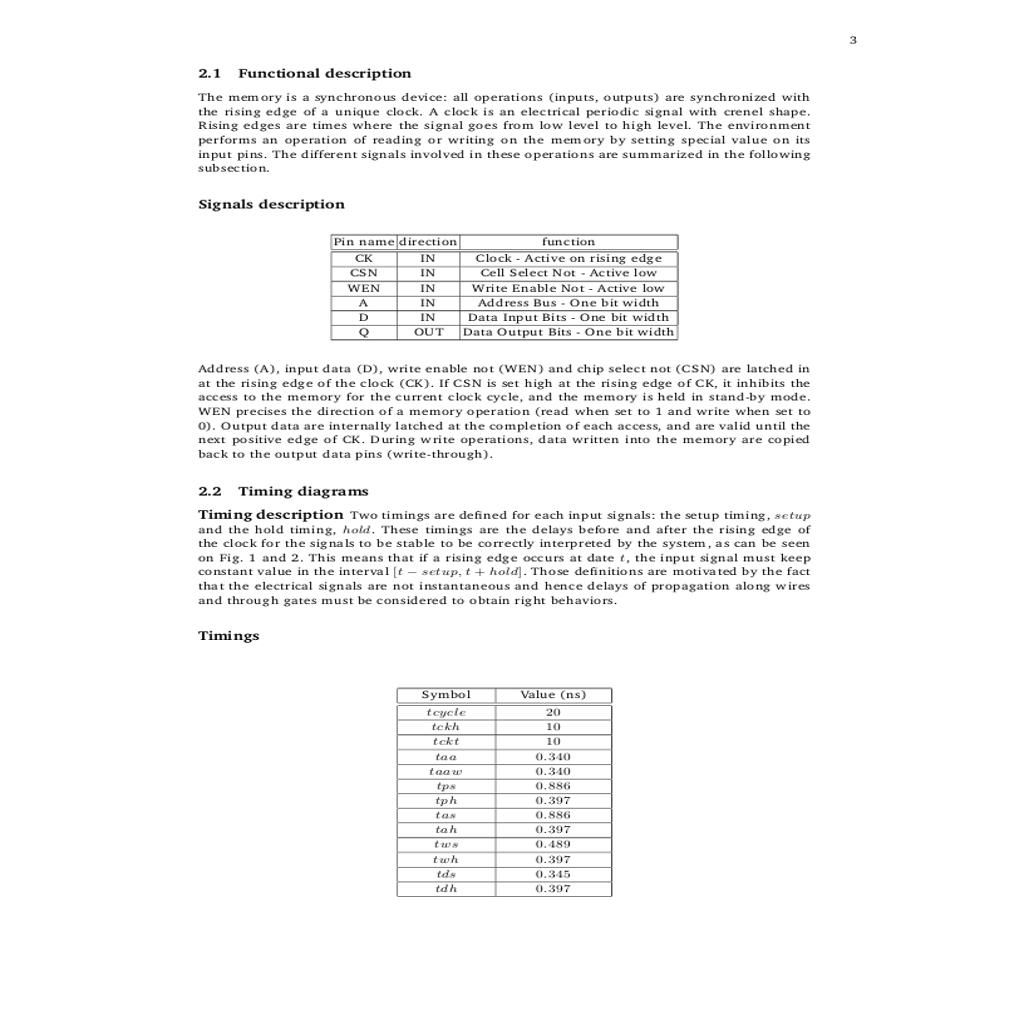 3
2.1 Functional description
The memory is a synchronous device: all operations (inputs, outputs) are synchronized with
the rising edge of a unique clock. A clock is an electrical periodic signal with crenel shape.
Rising edges are times where the signal goes from low level to high level. The environment
performs an operation of reading or writing on the memory by setting special value on its
input pins. The different signals involved in these operations are summarized in the following
subsection.
Signals description
Pin name direction function
CK IN Clock - Active on rising edge
CSN IN Cell Select Not - Active low
WEN IN Write Enable Not - Active low
A IN Address Bus - One bit width
D IN Data Input Bits - One bit width
Q OUT Data Output Bits - One bit width
Address (A), input data (D), write enable not (WEN) and chip select not (CSN) are latched in
at the rising edge of the clock (CK). If CSN is set high at the rising edge of CK, it inhibits the
access to the memory for the current clock cycle, and the memory is held in stand-by mode.
WEN precises the direction of a memory operation (read when set to 1 and write when set to
0). Output data are internally latched at the completion of each access, and are valid until the
next positive edge of CK. During write operations, data written into the memory are copied
back to the output data pins (write-through).
2.2 Timing diagrams
Timing description Two timings are defined for each input signals: the setup timing, setup
and the hold timing, hold. These timings are the delays before and after the rising edge of
the clock for the signals to be stable to be correctly interpreted by the system, as can be seen
on Fig. 1 and 2. This means that if a rising edge occurs at date t, the input signal must keep
constant value in the interval [t − setup, t + hold]. Those definitions are motivated by the fact
that the electrical signals are not instantaneous and hence delays of propagation along wires
and through gates must be considered to obtain right behaviors.
Timings
Symbol Value (ns)
tcycle 20
tckh 10
tckt 10
taa 0.340
taaw 0.340
tps 0.886
tph 0.397
tas 0.886
tah 0.397
tws 0.489
twh 0.397
tds 0.345
tdh 0.397